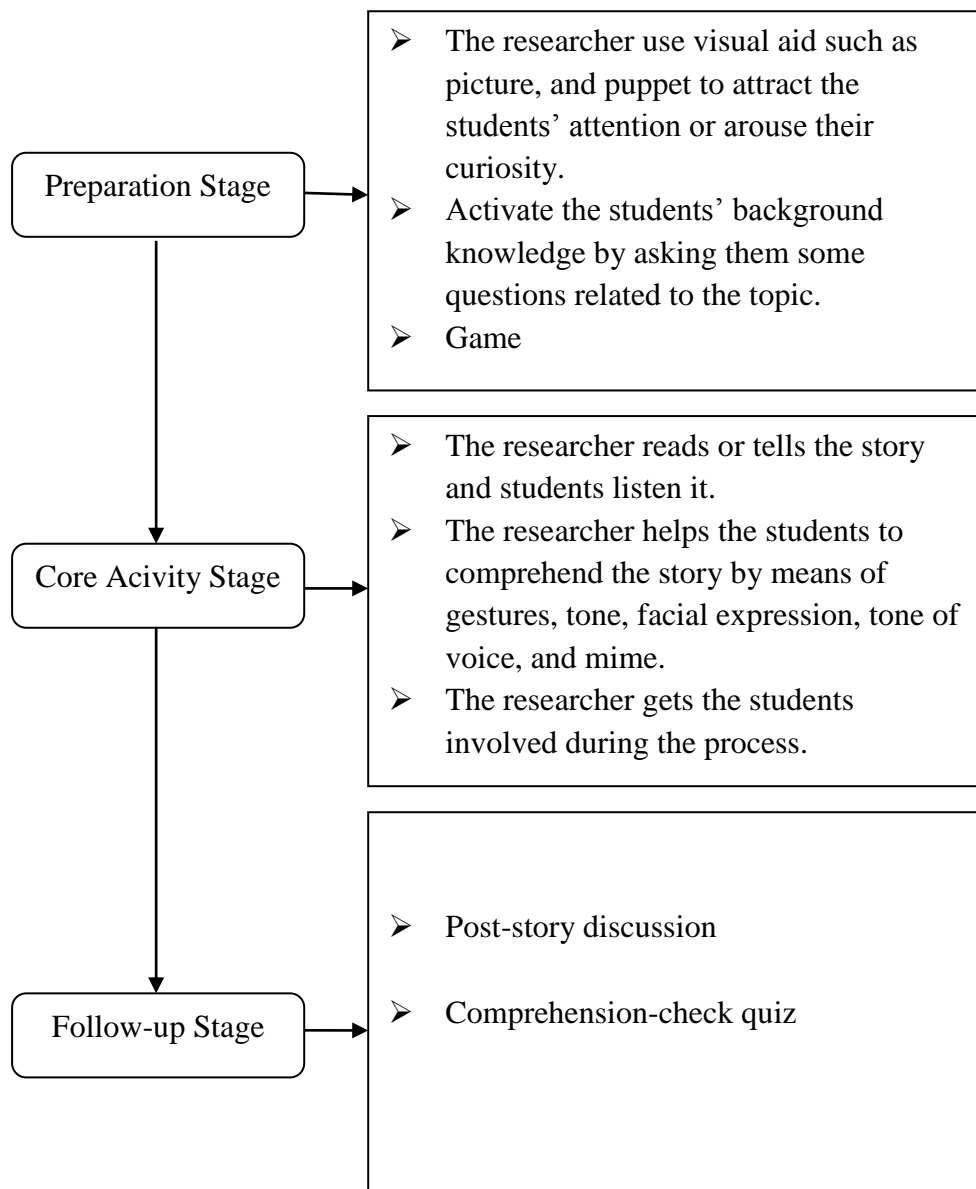 Preparation Stage
➢ The researcher use visual aid such as
picture, and puppet to attract the
students’ attention or arouse their
curiosity.
➢ Activate the students’ background
knowledge by asking them some
questions related to the topic.
➢ Game
Core Acivity Stage
➢ The researcher reads or tells the story
and students listen it.
➢ The researcher helps the students to
comprehend the story by means of
gestures, tone, facial expression, tone of
voice, and mime.
➢ The researcher gets the students
involved during the process.
Follow-up Stage
➢ Post-story discussion
➢ Comprehension-check quiz